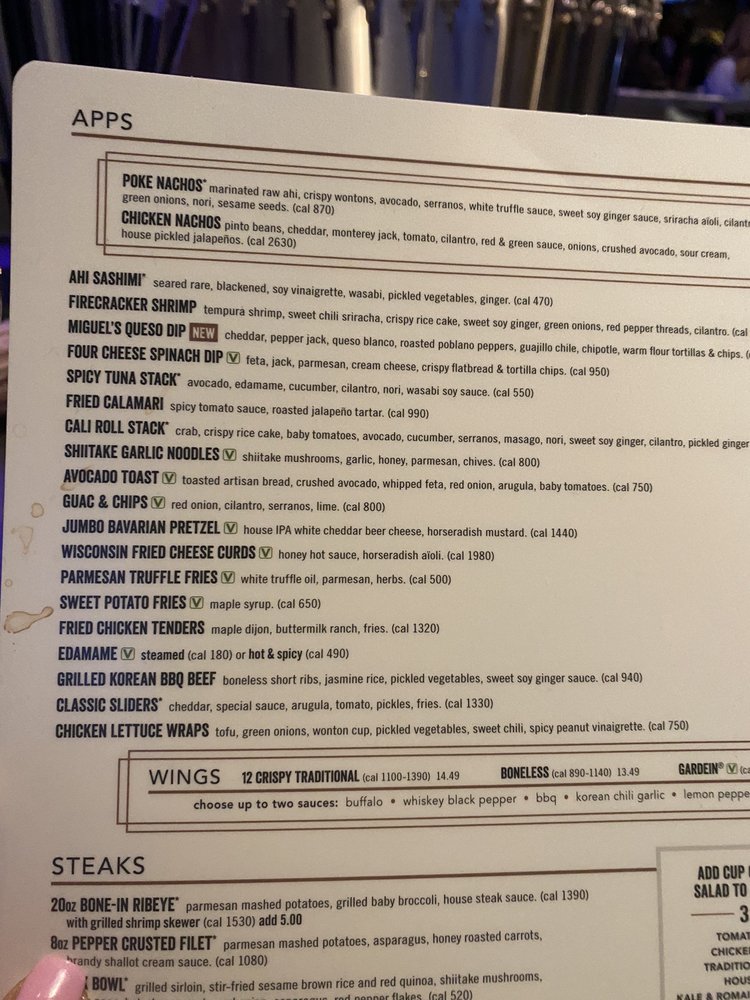 APPS
POKE NACHOS* marinated raw ahi, crispy wontons, avocado, serranos, white truffle sauce, sweet soy ginger sauce, sriracha aïoli,
green onions, nori, sesame seeds. (cal 870)
CHICKEN NACHOS pinto beans, cheddar, monterey jack, tomato, cilantro, red & green sauce, onions, crushed avocado, sour cream,
house pickled jalapeños. (cal 2630)
AHI SASHIMI* seared rare, blackened, soy vinaigrette, wasabi, pickled vegetables, ginger. (cal 470)
FIRECRACKER SHRIMP tempura shrimp, sweet chili sriracha, crispy rice cake, sweet soy ginger, green onions, red pepper threads, cilantro. (cal
MIGUEL'S QUESO DIP NEW cheddar, pepper jack, queso blanco, roasted poblano peppers, guajillo chile, chipotle, warm flour tortillas & chips. (
FOUR CHEESE SPINACH DIP V feta, jack, parmesan, cream cheese, crispy flatbread & tortilla chips. (cal 950)
SPICY TUNA STACK* avocado, edamame, cucumber, cilantro, nori, wasabi soy sauce. (cal 550)
FRIED CALAMARI spicy tomato sauce, roasted jalapeño tartar. (cal 990)
CALI ROLL STACK* crab, crispy rice cake, baby tomatoes, avocado, cucumber, serranos, masago, nori, sweet soy ginger, cilantro, pickled ginger
SHIITAKE GARLIC NOODLES V shiitake mushrooms, garlic, honey, parmesan, chives. (cal 800)
AVOCADO TOAST V toasted artisan bread, crushed avocado, whipped feta, red onion, arugula, baby tomatoes. (cal 750)
GUAC & CHIPS V red onion, cilantro, serranos, lime. (cal 800)
JUMBO BAVARIAN PRETZEL V house IPA white cheddar beer cheese, horseradish mustard. (cal 1440)
WISCONSIN FRIED CHEESE CURDS V honey hot sauce, horseradish aïoli. (cal 1980)
PARMESAN TRUFFLE FRIES V white truffle oil, parmesan, herbs. (cal 500)
SWEET POTATO FRIES V maple syrup. (cal 650)
FRIED CHICKEN TENDERS maple dijon, buttermilk ranch, fries. (cal 1320)
EDAMAME V steamed (cal 180) or hot & spicy (cal 490)
GRILLED KOREAN BBQ BEEF boneless short ribs, jasmine rice, pickled vegetables, sweet soy ginger sauce. (cal 940)
CLASSIC SLIDERS* cheddar, special sauce, arugula, tomato, pickles, fries. (cal 1330)
CHICKEN LETTUCE WRAPS tofu, green onions, wonton cup, pickled vegetables, sweet chili, spicy peanut vinaigrette. (cal 750)
WINGS 12 CRISPY TRADITIONAL (cal 1100-1390) 14.49 BONELESS (cal 890-1140) 13.49 GARDEIN® V
choose up to two sauces: buffalo • whiskey black pepper • bbq • korean chili garlic • lemon
STEAKS
20oz BONE-IN RIBEYE* parmesan mashed potatoes, grilled baby broccoli, house steak sauce. (cal 1390)
with grilled shrimp skewer (cal 1530) add 5.00
8oz PEPPER CRUSTED FILET* parmesan mashed potatoes, asparagus, honey roasted carrots,
brandy shallot cream sauce. (cal 1080)
BOWL* grilled sirloin, stir-fried sesame brown rice and red quinoa, shiitake mushrooms,
asparagus, red pepper flakes. (cal 520)
ADD CUP
SALAD TO
3
KALE &